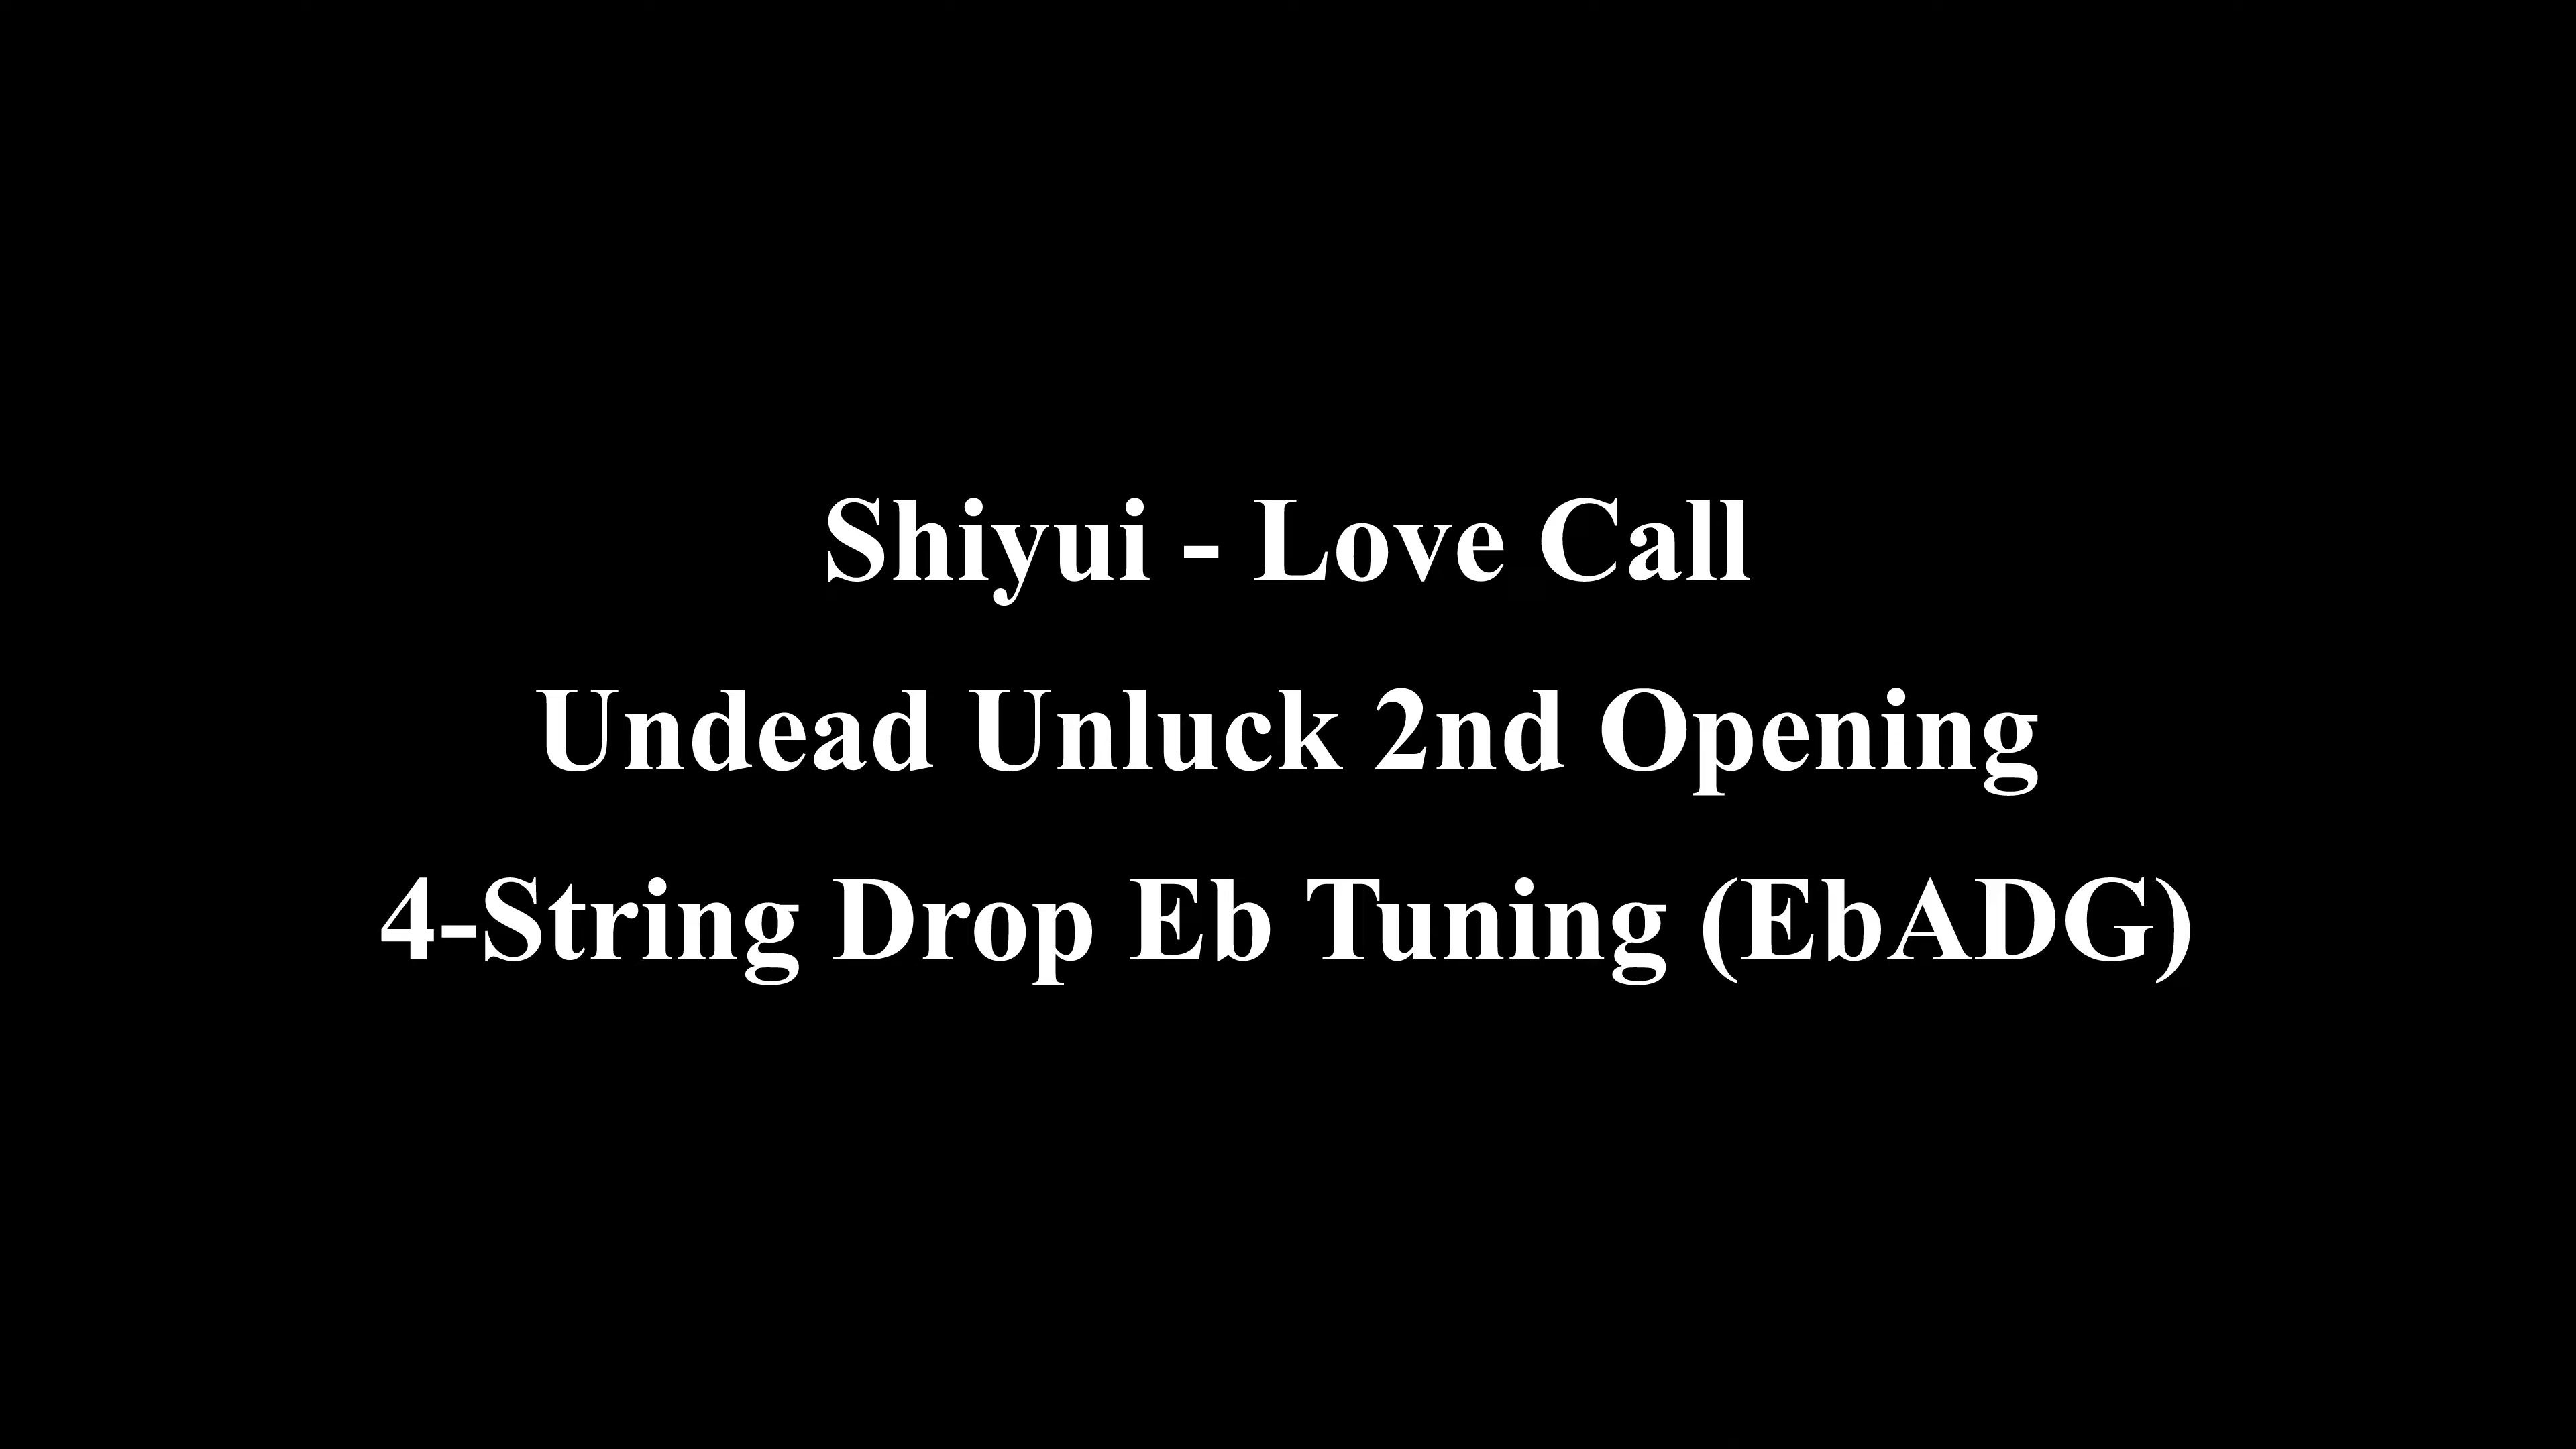 Shiyui - Love Call
Undead Unluck 2nd Opening
4-String Drop Eb Tuning (EbADG)